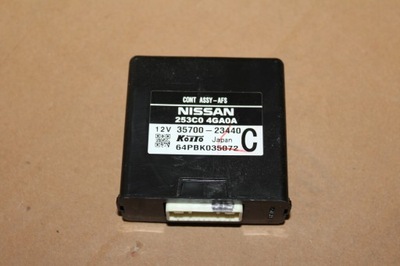 CONT ASSY-AFS
NISSAN
253C0 4GA0A
12V 35700-23440
KOITO Japan
C
64PBK035072